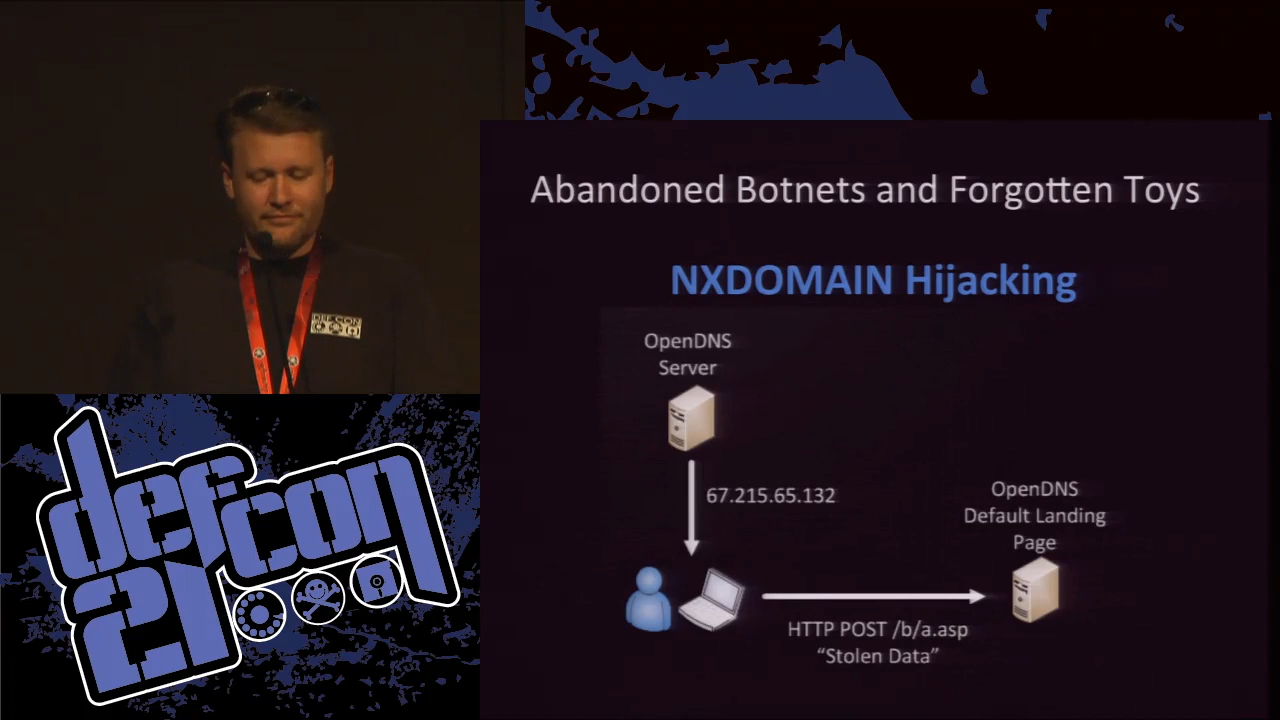 DEFCON
Abandoned Botnets and Forgotten Toys
NXDOMAIN Hijacking
OpenDNS
Server
67.215.65.132
OpenDNS
Default Landing
Page
HTTP POST /b/a.asp
“Stolen Data”
defcon
21